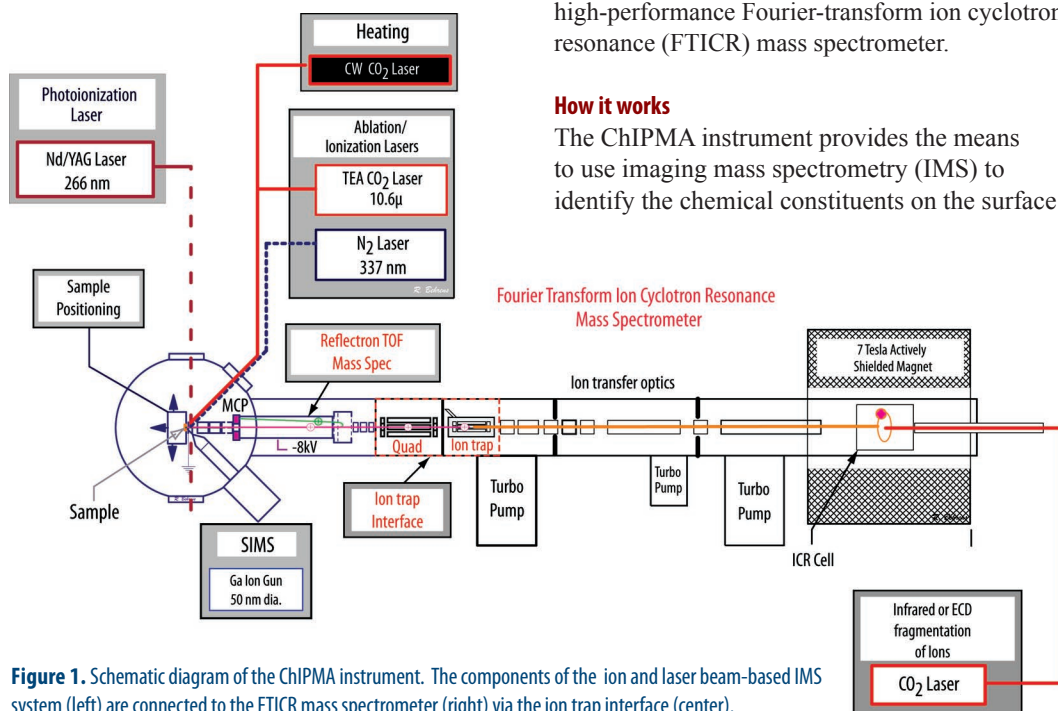 high-performance Fourier-transform ion cyclotron
resonance (FTICR) mass spectrometer.
How it works
The ChIPMA instrument provides the means
to use imaging mass spectrometry (IMS) to
identify the chemical constituents on the surface
Heating
CW CO2 Laser
Photoionization
Laser
Nd/YAG Laser
266 nm
Ablation/
Ionization Lasers
TEA CO2 Laser
10.6μ
N2 Laser
337 nm
R. Behrens
Sample
Positioning
Reflectron TOF
Mass Spec
Fourier Transform Ion Cyclotron Resonance
Mass Spectrometer
7 Tesla Actively
Shielded Magnet
Ion transfer optics
MCP
-8kV
Quad
Ion trap
Sample
Ion trap
Interface
Turbo
Pump
Turbo
Pump
Turbo
Pump
R. Behrens
ICR Cell
SIMS
Ga Ion Gun
50 nm dia.
Infrared or ECD
fragmentation
of Ions
CO2 Laser
Figure 1. Schematic diagram of the ChIPMA instrument. The components of the ion and laser beam-based IMS
system (left) are connected to the FTICR mass spectrometer (right) via the ion trap interface (center).